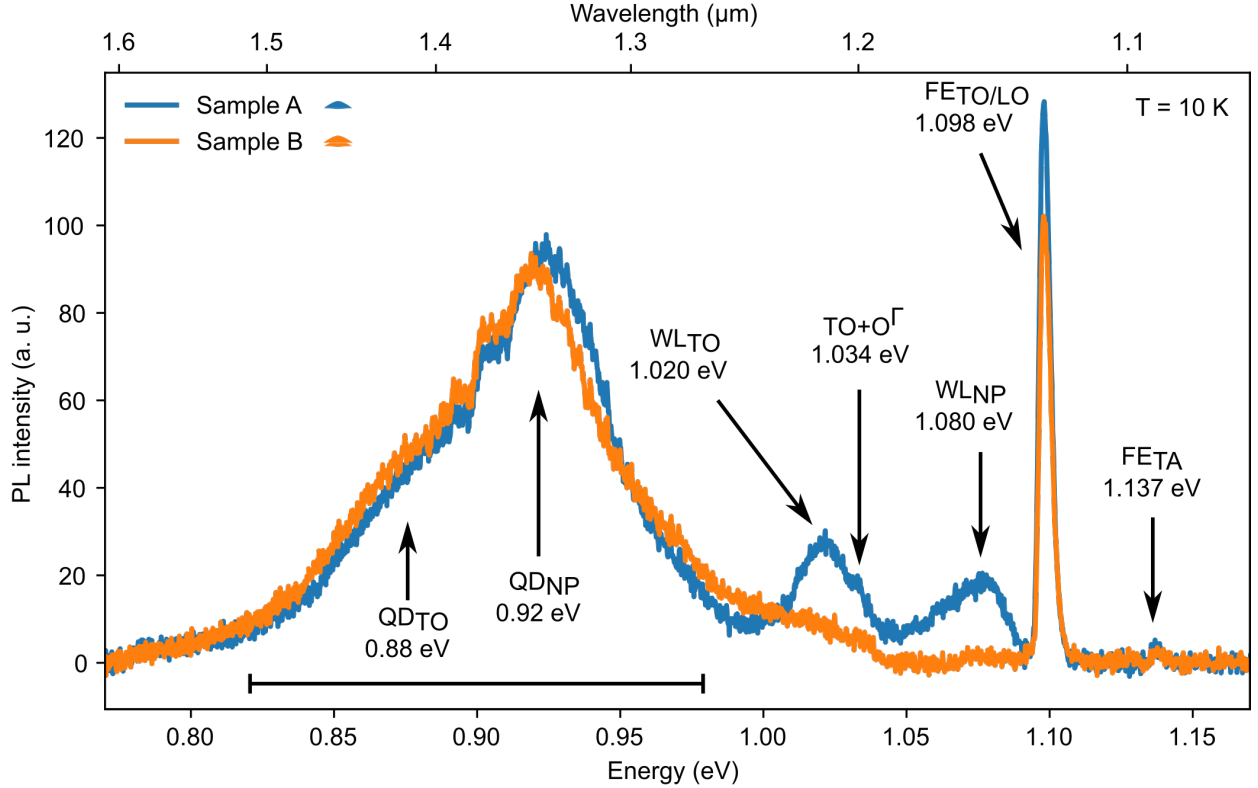 Wavelength (μm)
1.6 1.5 1.4 1.3 1.2 1.1
Sample A
Sample B
T = 10 K
FETO/LO
1.098 eV
WLTO
1.020 eV
TO+OΓ
1.034 eV
WLNP
1.080 eV
FETA
1.137 eV
QDNP
0.92 eV
QDTO
0.88 eV
PL intensity (a. u.)
120
100
80
60
40
20
0
0.80 0.85 0.90 0.95 1.00 1.05 1.10 1.15
Energy (eV)